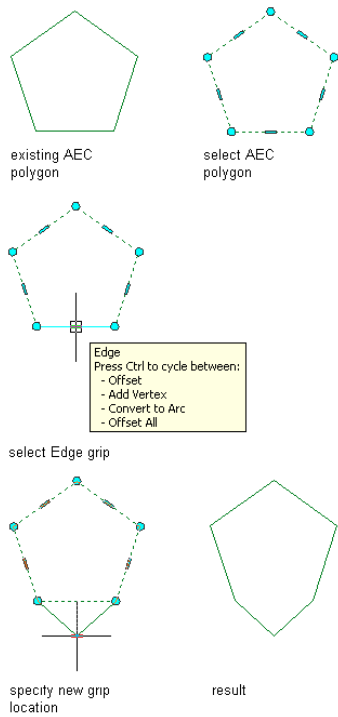 existing AEC
polygon
select AEC
polygon
Edge
Press Ctrl to cycle between:
- Offset
- Add Vertex
- Convert to Arc
- Offset All
select Edge grip
specify new grip
location
result